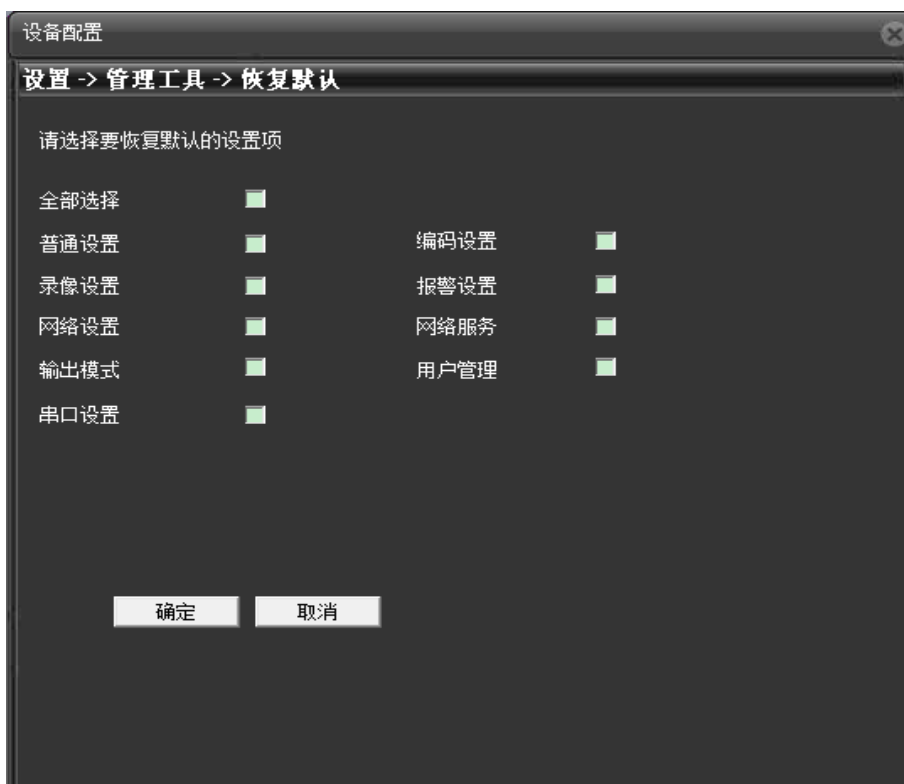 设备配置
设置 -> 管理工具 -> 恢复默认
请选择要恢复默认的设置项
全部选择
普通设置 编码设置
录像设置 报警设置
网络设置 网络服务
输出模式 用户管理
串口设置
确定 取消